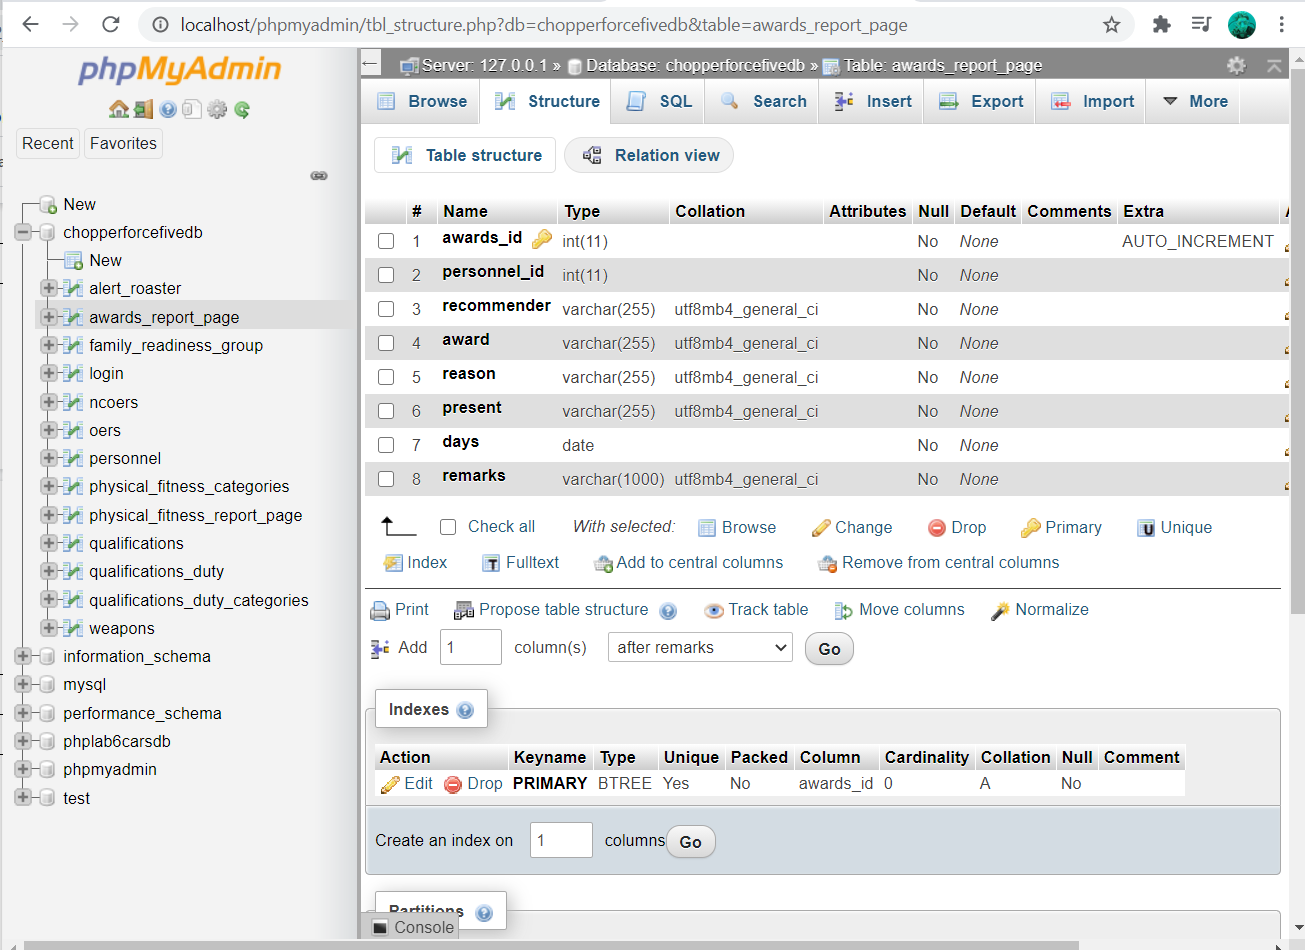 localhost/phpmyadmin/tbl_structure.php?db=chopperforcefivedb&table=awards_report_page
phpMyAdmin
Recent Favorites
New
chopperforcefivedb
New
alert_roaster
awards_report_page
family_readiness_group
login
ncoers
oers
personnel
physical_fitness_categories
physical_fitness_report_page
qualifications
qualifications_duty
qualifications_duty_categories
weapons
information_schema
mysql
performance_schema
phplab6carsdb
phpmyadmin
test
Server: 127.0.0.1 » Database: chopperforcefivedb » Table: awards_report_page
Browse Structure SQL Search Insert Export Import More
Table structure Relation view
# Name Type Collation Attributes Null Default Comments Extra
1 awards_id int(11) No None AUTO_INCREMENT
2 personnel_id int(11) No None
3 recommender varchar(255) utf8mb4_general_ci No None
4 award varchar(255) utf8mb4_general_ci No None
5 reason varchar(255) utf8mb4_general_ci No None
6 present varchar(255) utf8mb4_general_ci No None
7 days date No None
8 remarks varchar(1000) utf8mb4_general_ci No None
Check all With selected: Browse Change Drop Primary Unique
Index Fulltext Add to central columns Remove from central columns
Print Propose table structure Track table Move columns Normalize
Add 1 column(s) after remarks Go
Indexes
Action Keyname Type Unique Packed Column Cardinality Collation Null Comment
Edit Drop PRIMARY BTREE Yes No awards_id 0 A No
Create an index on 1 columns Go
Partitions
Console